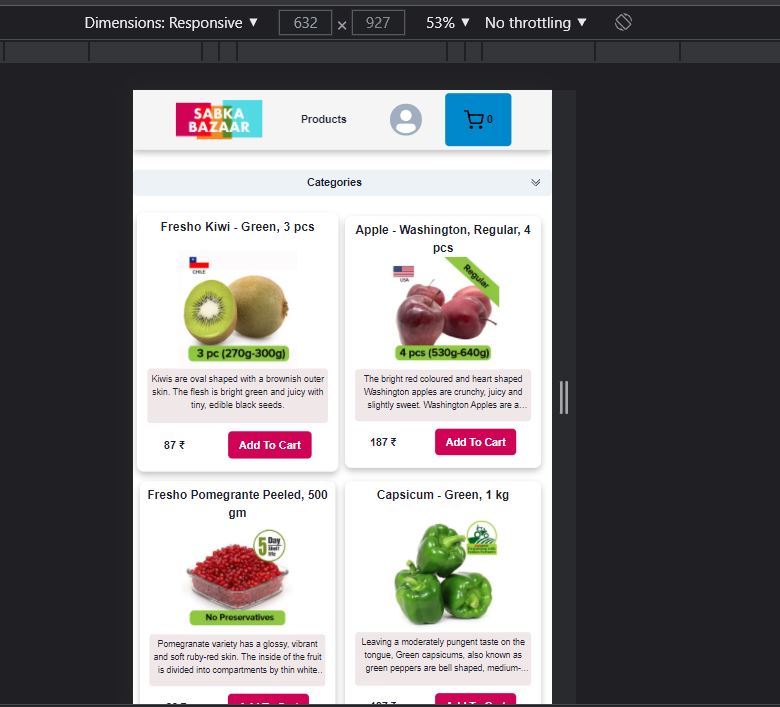 Dimensions: Responsive ▼ 632 × 927 53% ▼ No throttling ▼
SABKA
BAZAAR
Products
0
Categories
Fresho Kiwi - Green, 3 pcs
CHILE
3 pc (270g-300g)
Kiwis are oval shaped with a brownish outer
skin. The flesh is bright green and juicy with
tiny, edible black seeds.
87 ₹
Add To Cart
Apple - Washington, Regular, 4
pcs
USA
Regular
4 pcs (530g-640g)
The bright red coloured and heart shaped
Washington apples are crunchy, juicy and
slightly sweet. Washington Apples are a...
187 ₹
Add To Cart
Fresho Pomegrante Peeled, 500
gm
5 Day
Shelf
life
No Preservatives
Pomegranate variety has a glossy, vibrant
and soft ruby-red skin. The inside of the fruit
is divided into compartments by thin white..
Capsicum - Green, 1 kg
Leaving a moderately pungent taste on the
tongue, Green capsicums, also known as
green peppers are bell shaped, medium-...